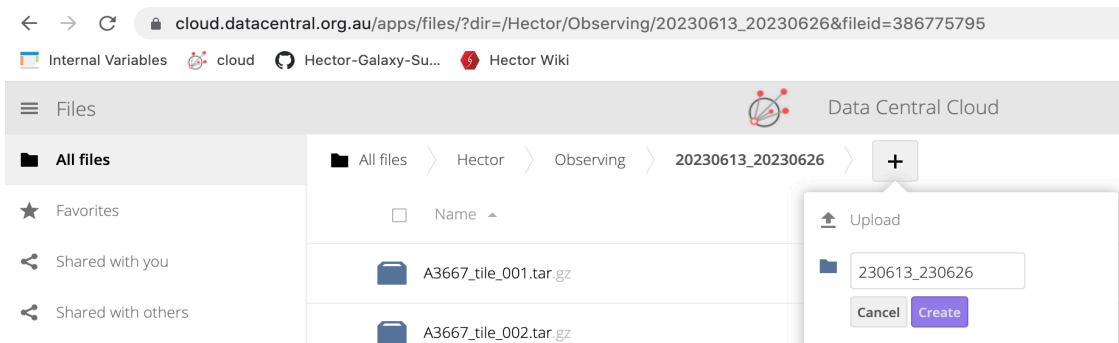 cloud.datacentral.org.au/apps/files/?dir=/Hector/Observing/20230613_20230626&fileid=386775795
Internal Variables cloud Hector-Galaxy-Su... Hector Wiki
Files Data Central Cloud
All files
All files Hector Observing 20230613_20230626 +
Favorites
Name
Upload
Shared with you
A3667_tile_001.tar.gz
230613_230626
Shared with others
Cancel Create
A3667_tile_002.tar.gz